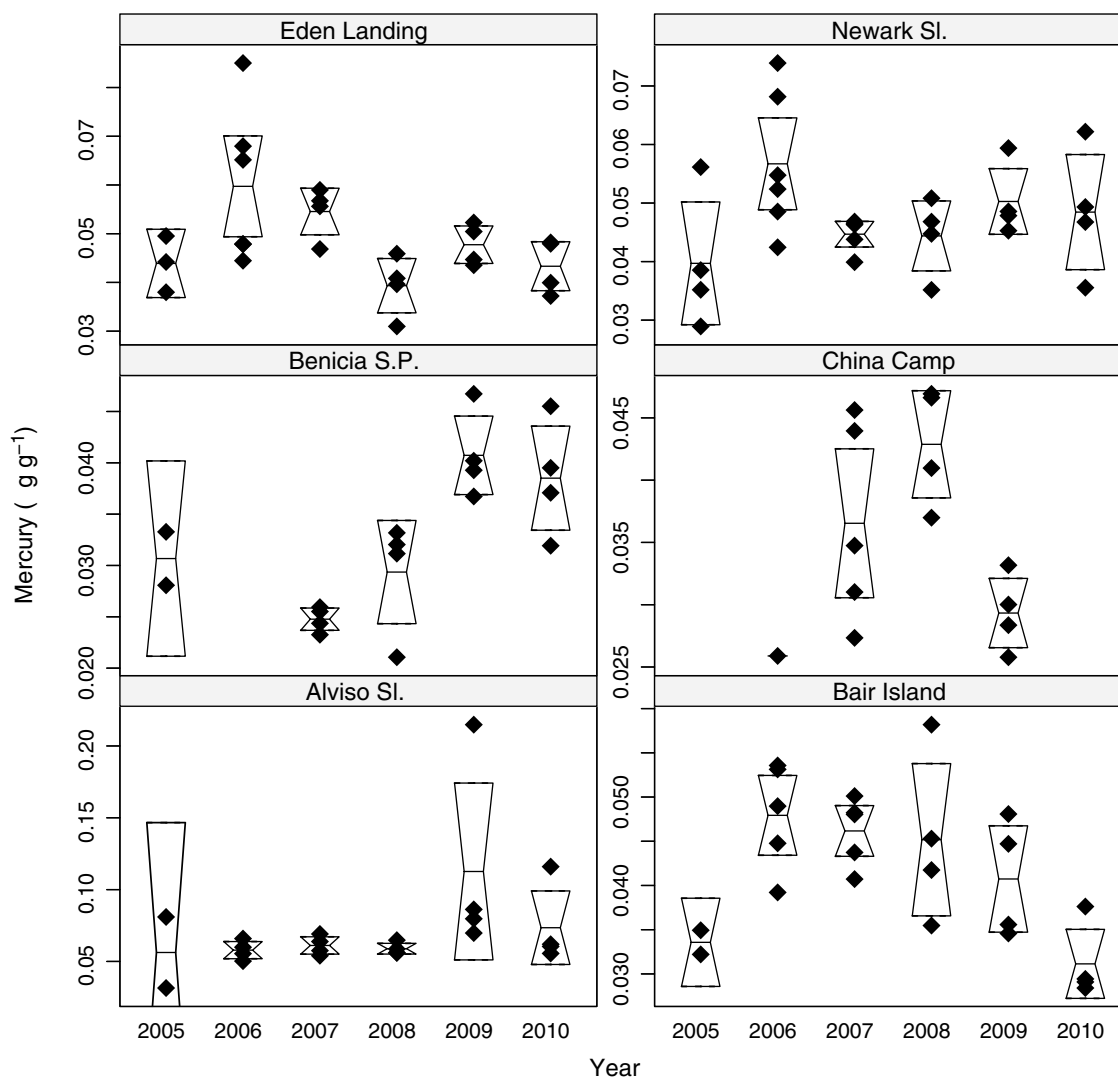 Eden Landing
Newark Sl.
0.03 0.05 0.07
0.03 0.04 0.05 0.06 0.07
Benicia S.P.
China Camp
0.020 0.030 0.040
0.025 0.035 0.045
Mercury ( g g⁻¹)
Alviso Sl.
Bair Island
0.05 0.10 0.15 0.20
0.030 0.040 0.050
2005 2006 2007 2008 2009 2010
2005 2006 2007 2008 2009 2010
Year